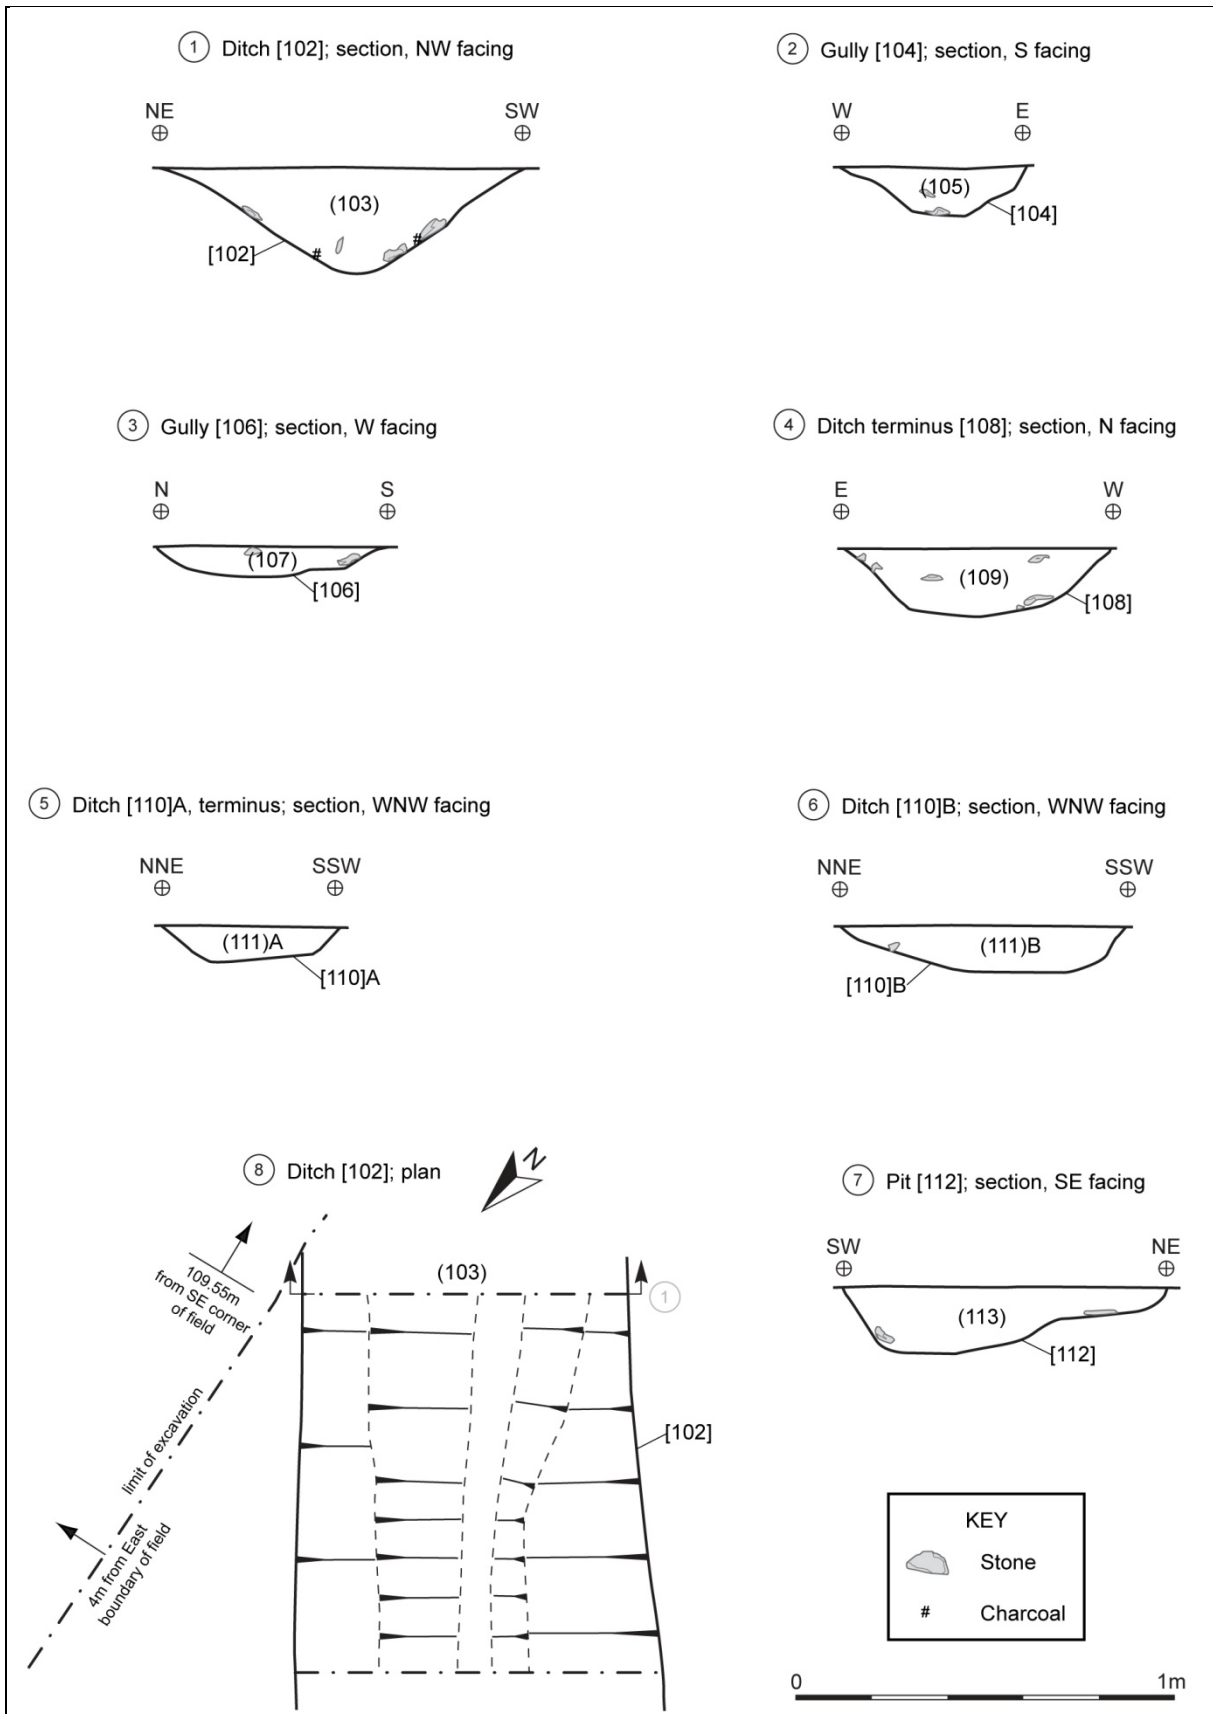 1 Ditch [102]; section, NW facing
NE SW
(103)
[102]
#
#
2 Gully [104]; section, S facing
W E
(105)
[104]
3 Gully [106]; section, W facing
N S
(107)
[106]
4 Ditch terminus [108]; section, N facing
E W
(109)
[108]
5 Ditch [110]A, terminus; section, WNW facing
NNE SSW
(111)A
[110]A
6 Ditch [110]B; section, WNW facing
NNE SSW
(111)B
[110]B
8 Ditch [102]; plan
N
109.55m
from SE corner
of field
(103)
1
[102]
limit of excavation
4m from East
boundary of field
7 Pit [112]; section, SE facing
SW NE
(113)
[112]
KEY
Stone
# Charcoal
0 1m